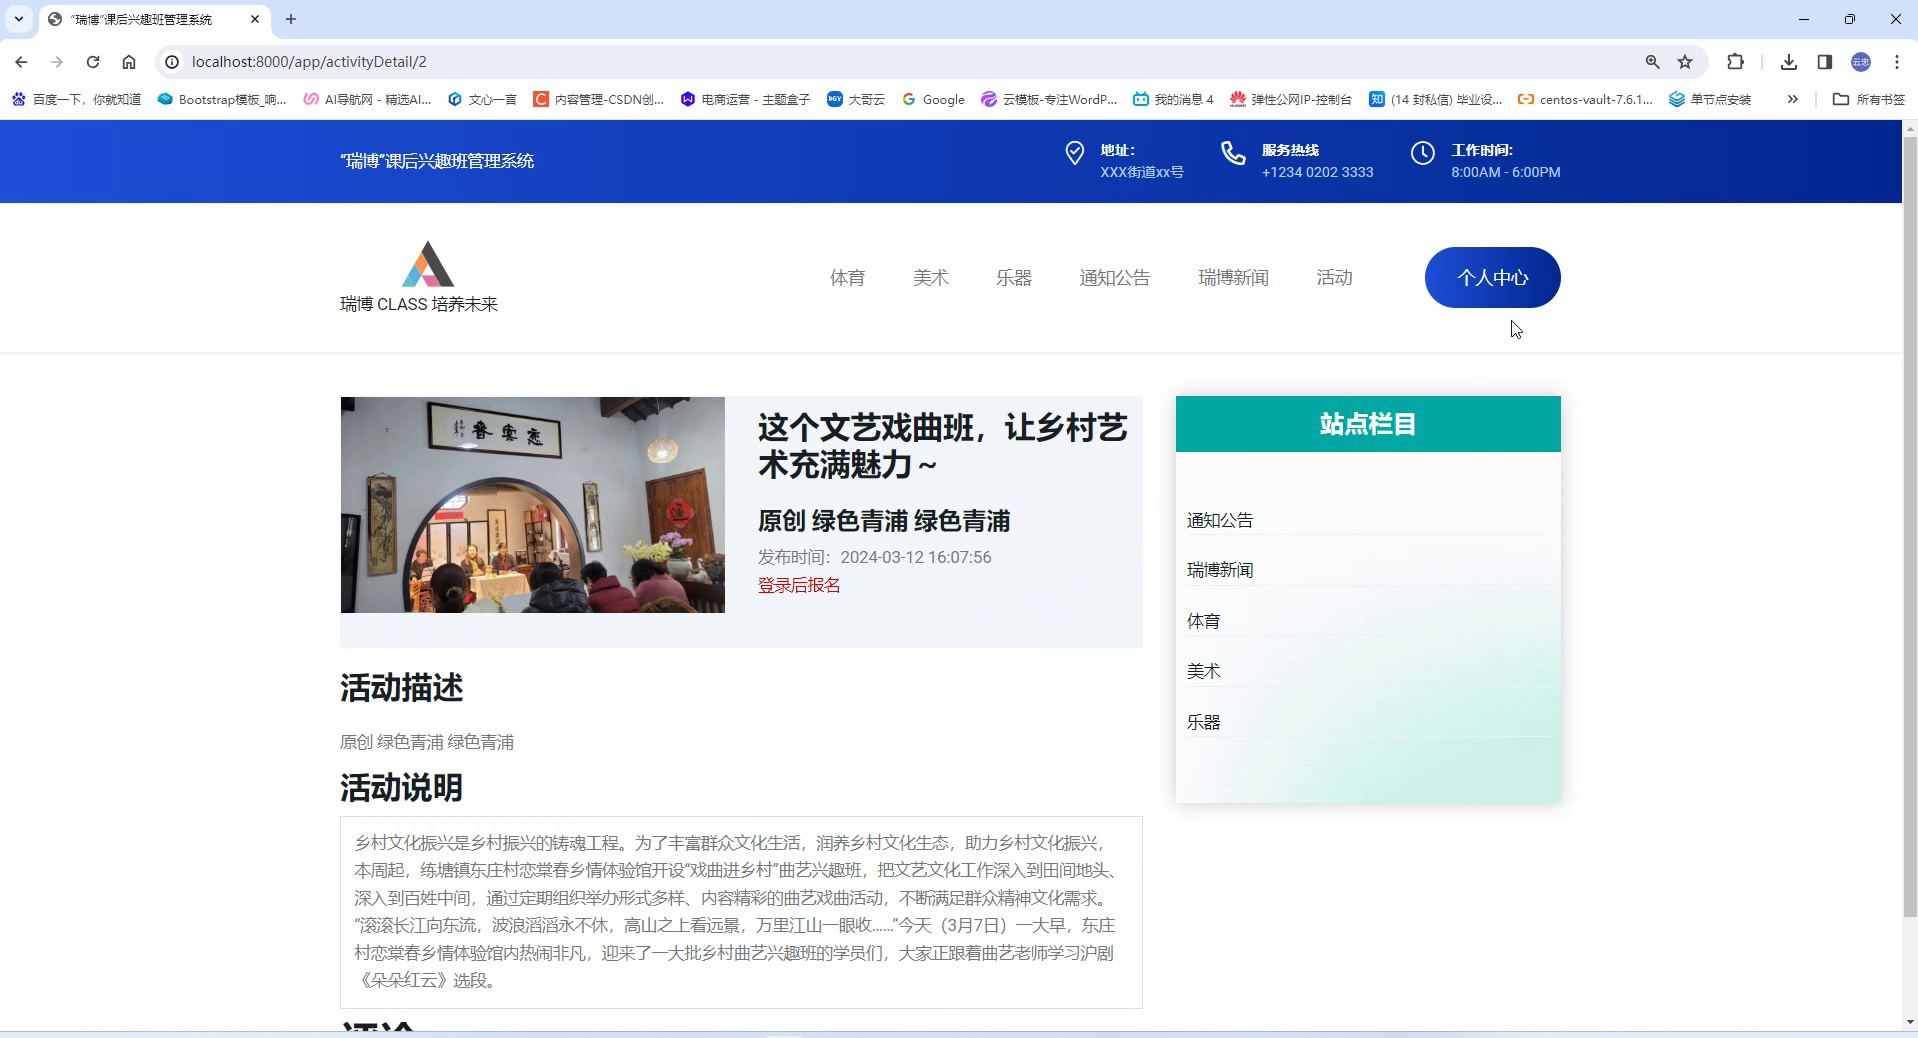 “瑞博”课后兴趣班管理系统
localhost:8000/app/activityDetail/2
云忠
百度一下，你就知道
Bootstrap模板_响...
AI导航网 - 精选AI...
文心一言
内容管理-CSDN创...
电商运营 - 主题盒子
大哥云
Google
云模板-专注WordP...
我的消息 4
弹性公网IP-控制台
(14 封私信) 毕业设...
centos-vault-7.6.1...
单节点安装
所有书签
“瑞博”课后兴趣班管理系统
地址：
XXX街道xx号
服务热线
+1234 0202 3333
工作时间:
8:00AM - 6:00PM
瑞博 CLASS 培养未来
体育
美术
乐器
通知公告
瑞博新闻
活动
个人中心
这个文艺戏曲班，让乡村艺
术充满魅力～
原创 绿色青浦 绿色青浦
发布时间：2024-03-12 16:07:56
登录后报名
站点栏目
通知公告
瑞博新闻
体育
美术
乐器
活动描述
原创 绿色青浦 绿色青浦
活动说明
乡村文化振兴是乡村振兴的铸魂工程。为了丰富群众文化生活，润养乡村文化生态，助力乡村文化振兴，
本周起，练塘镇东庄村恋棠春乡情体验馆开设“戏曲进乡村”曲艺兴趣班，把文艺文化工作深入到田间地头、
深入到百姓中间，通过定期组织举办形式多样、内容精彩的曲艺戏曲活动，不断满足群众精神文化需求。
“滚滚长江向东流，波浪滔滔永不休，高山之上看远景，万里江山一眼收……”今天（3月7日）一大早，东庄
村恋棠春乡情体验馆内热闹非凡，迎来了一大批乡村曲艺兴趣班的学员们，大家正跟着曲艺老师学习沪剧
《朵朵红云》选段。